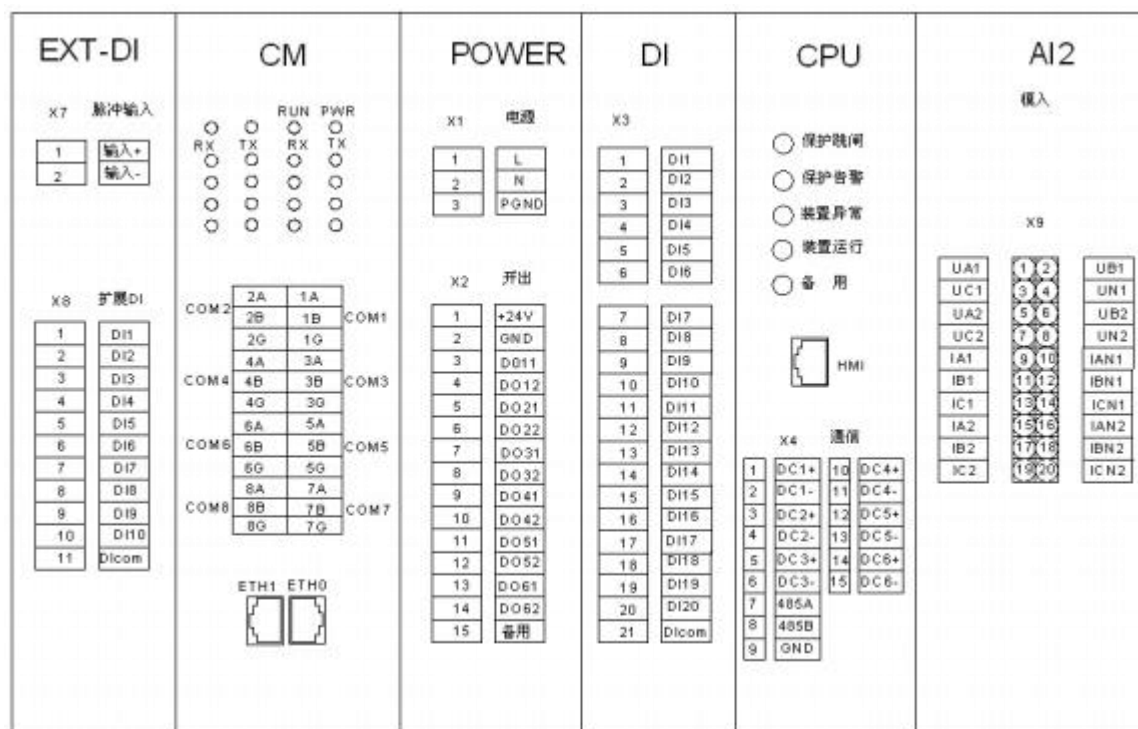 EXT-DI
X7 脉冲输入
1 输入+
2 输入-
X8 扩展DI
1 DI1
2 DI2
3 DI3
4 DI4
5 DI5
6 DI6
7 DI7
8 DI8
9 DI9
10 DI10
11 DIcom
CM
RUN PWR
RX TX RX TX
2A 1A
COM2 2B 1B COM1
2G 1G
4A 3A
COM4 4B 3B COM3
4G 3G
6A 5A
COM6 6B 5B COM5
6G 5G
8A 7A
COM8 8B 7B COM7
8G 7G
ETH1 ETH0
POWER
X1 电源
1 L
2 N
3 PGND
X2 开出
1 +24V
2 GND
3 DO11
4 DO12
5 DO21
6 DO22
7 DO31
8 DO32
9 DO41
10 DO42
11 DO51
12 DO52
13 DO61
14 DO62
15 备用
DI
X3
1 DI1
2 DI2
3 DI3
4 DI4
5 DI5
6 DI6
7 DI7
8 DI8
9 DI9
10 DI10
11 DI11
12 DI12
13 DI13
14 DI14
15 DI15
16 DI16
17 DI17
18 DI18
19 DI19
20 DI20
21 DIcom
CPU
保护跳闸
保护告警
装置异常
装置运行
备 用
HMI
X4 通信
1 DC1+ 10 DC4+
2 DC1- 11 DC4-
3 DC2+ 12 DC5+
4 DC2- 13 DC5-
5 DC3+ 14 DC6+
6 DC3- 15 DC6-
7 485A
8 485B
9 GND
AI2
模入
X9
UA1 1 2 UB1
UC1 3 4 UN1
UA2 5 6 UB2
UC2 7 8 UN2
IA1 9 10 IAN1
IB1 11 12 IBN1
IC1 13 14 ICN1
IA2 15 16 IAN2
IB2 17 18 IBN2
IC2 19 20 ICN2